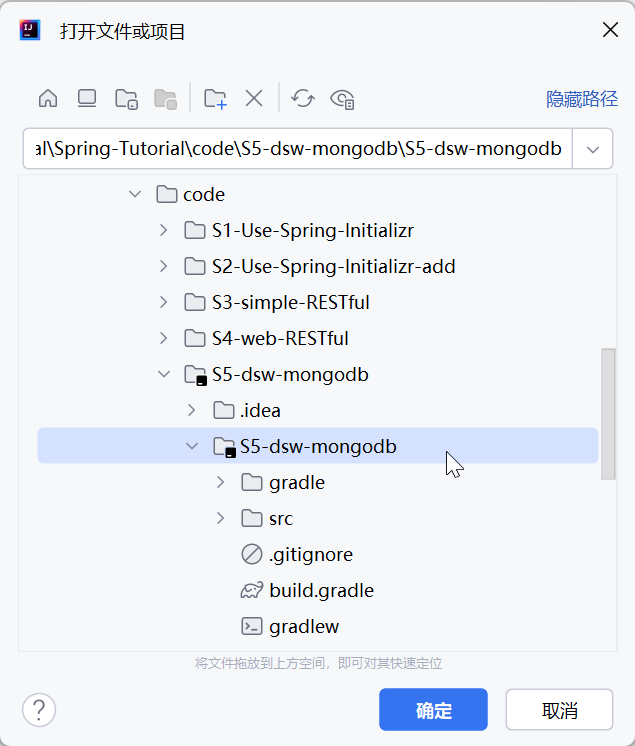 打开文件或项目
隐藏路径
al\Spring-Tutorial\code\S5-dsw-mongodb\S5-dsw-mongodb
code
S1-Use-Spring-Initializr
S2-Use-Spring-Initializr-add
S3-simple-RESTful
S4-web-RESTful
S5-dsw-mongodb
.idea
S5-dsw-mongodb
gradle
src
.gitignore
build.gradle
gradlew
将文件拖放到上方空间，即可对其快速定位
?
确定
取消